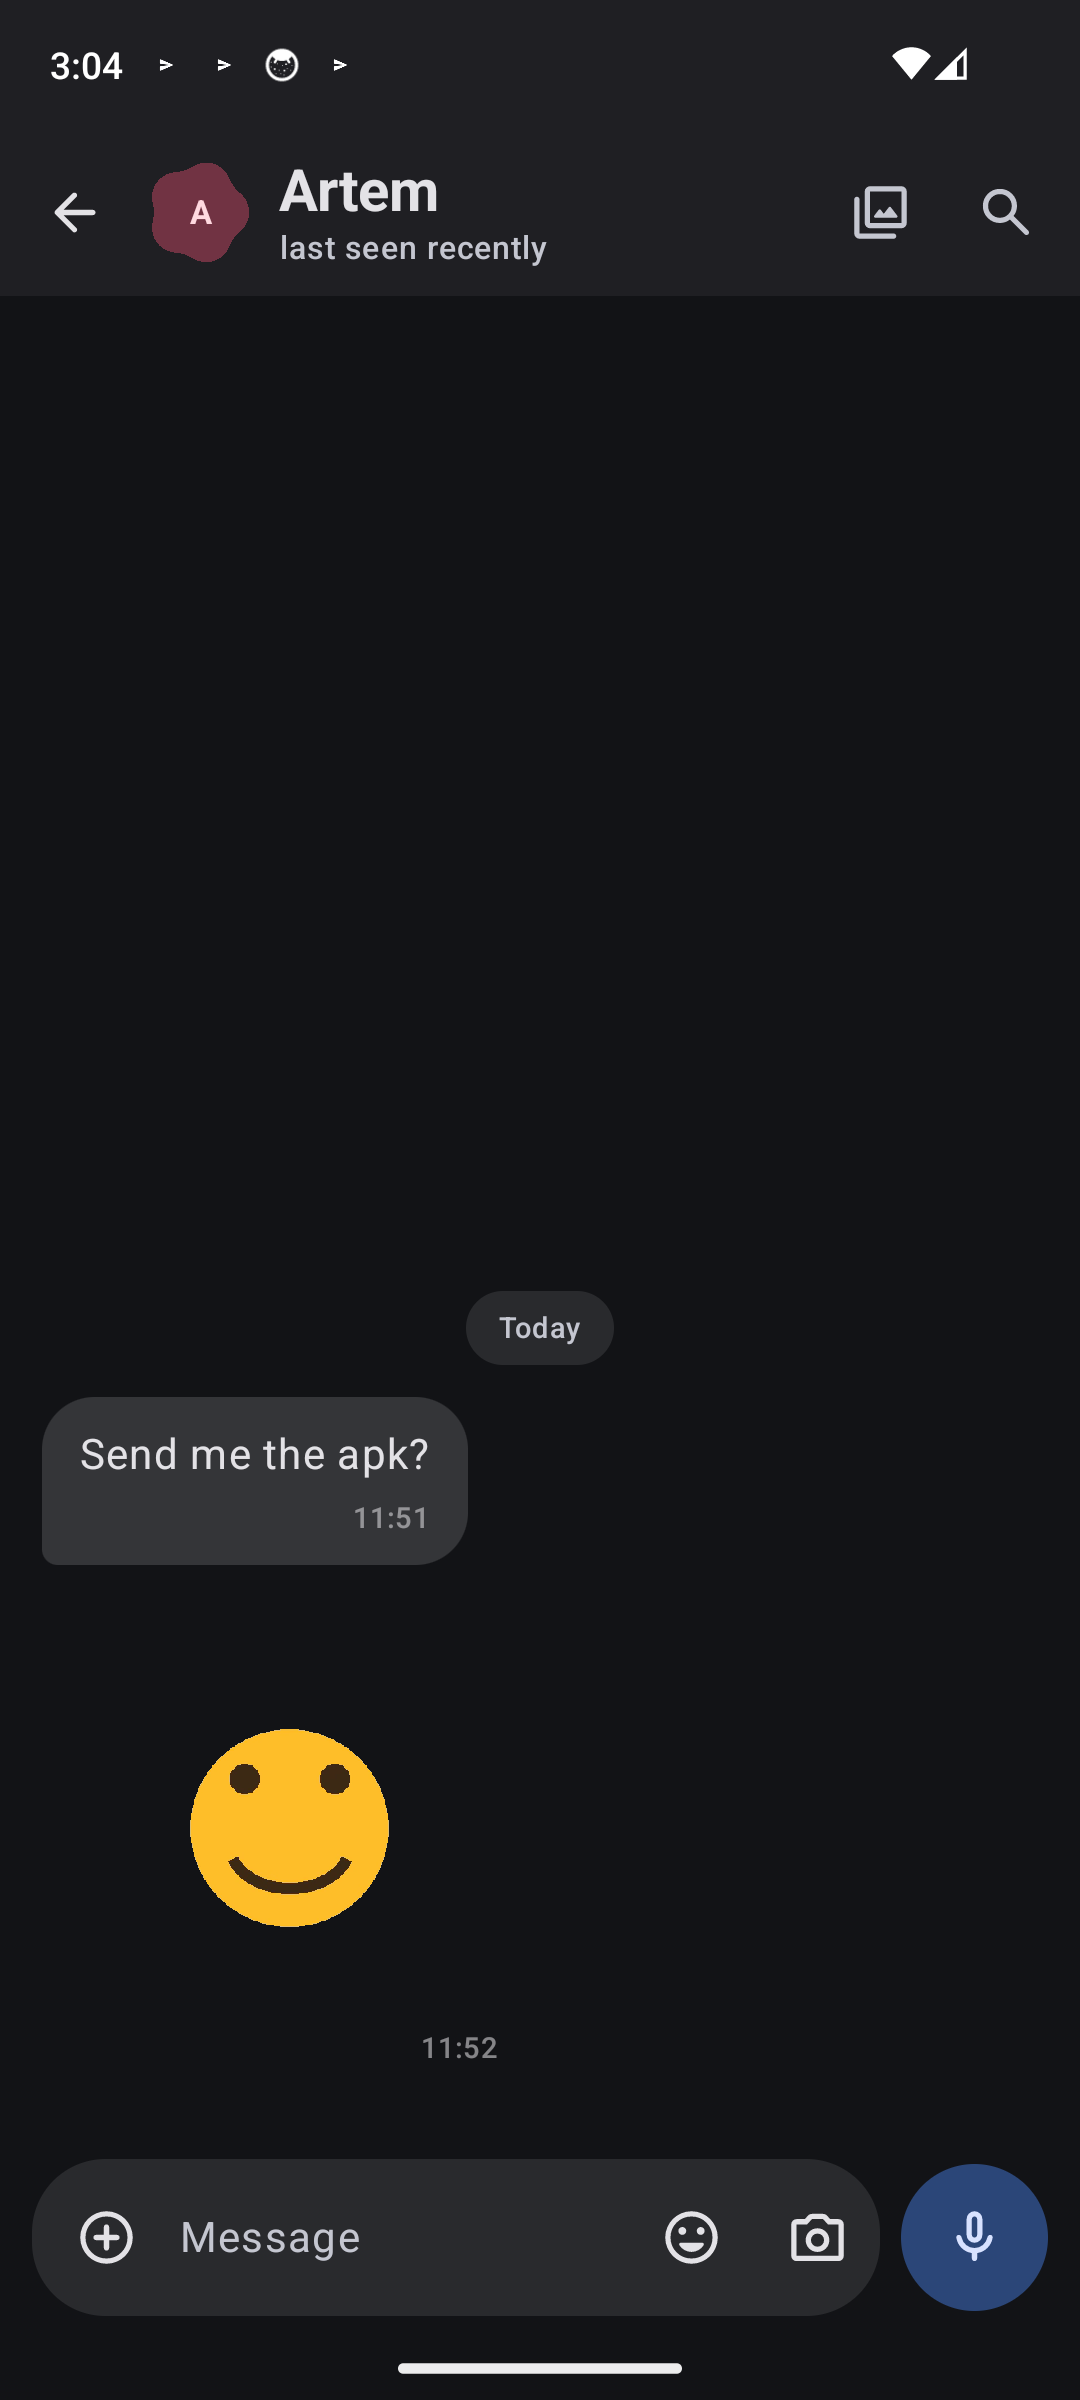 3:04
A
Artem
last seen recently
Today
Send me the apk?
11:51
11:52
Message